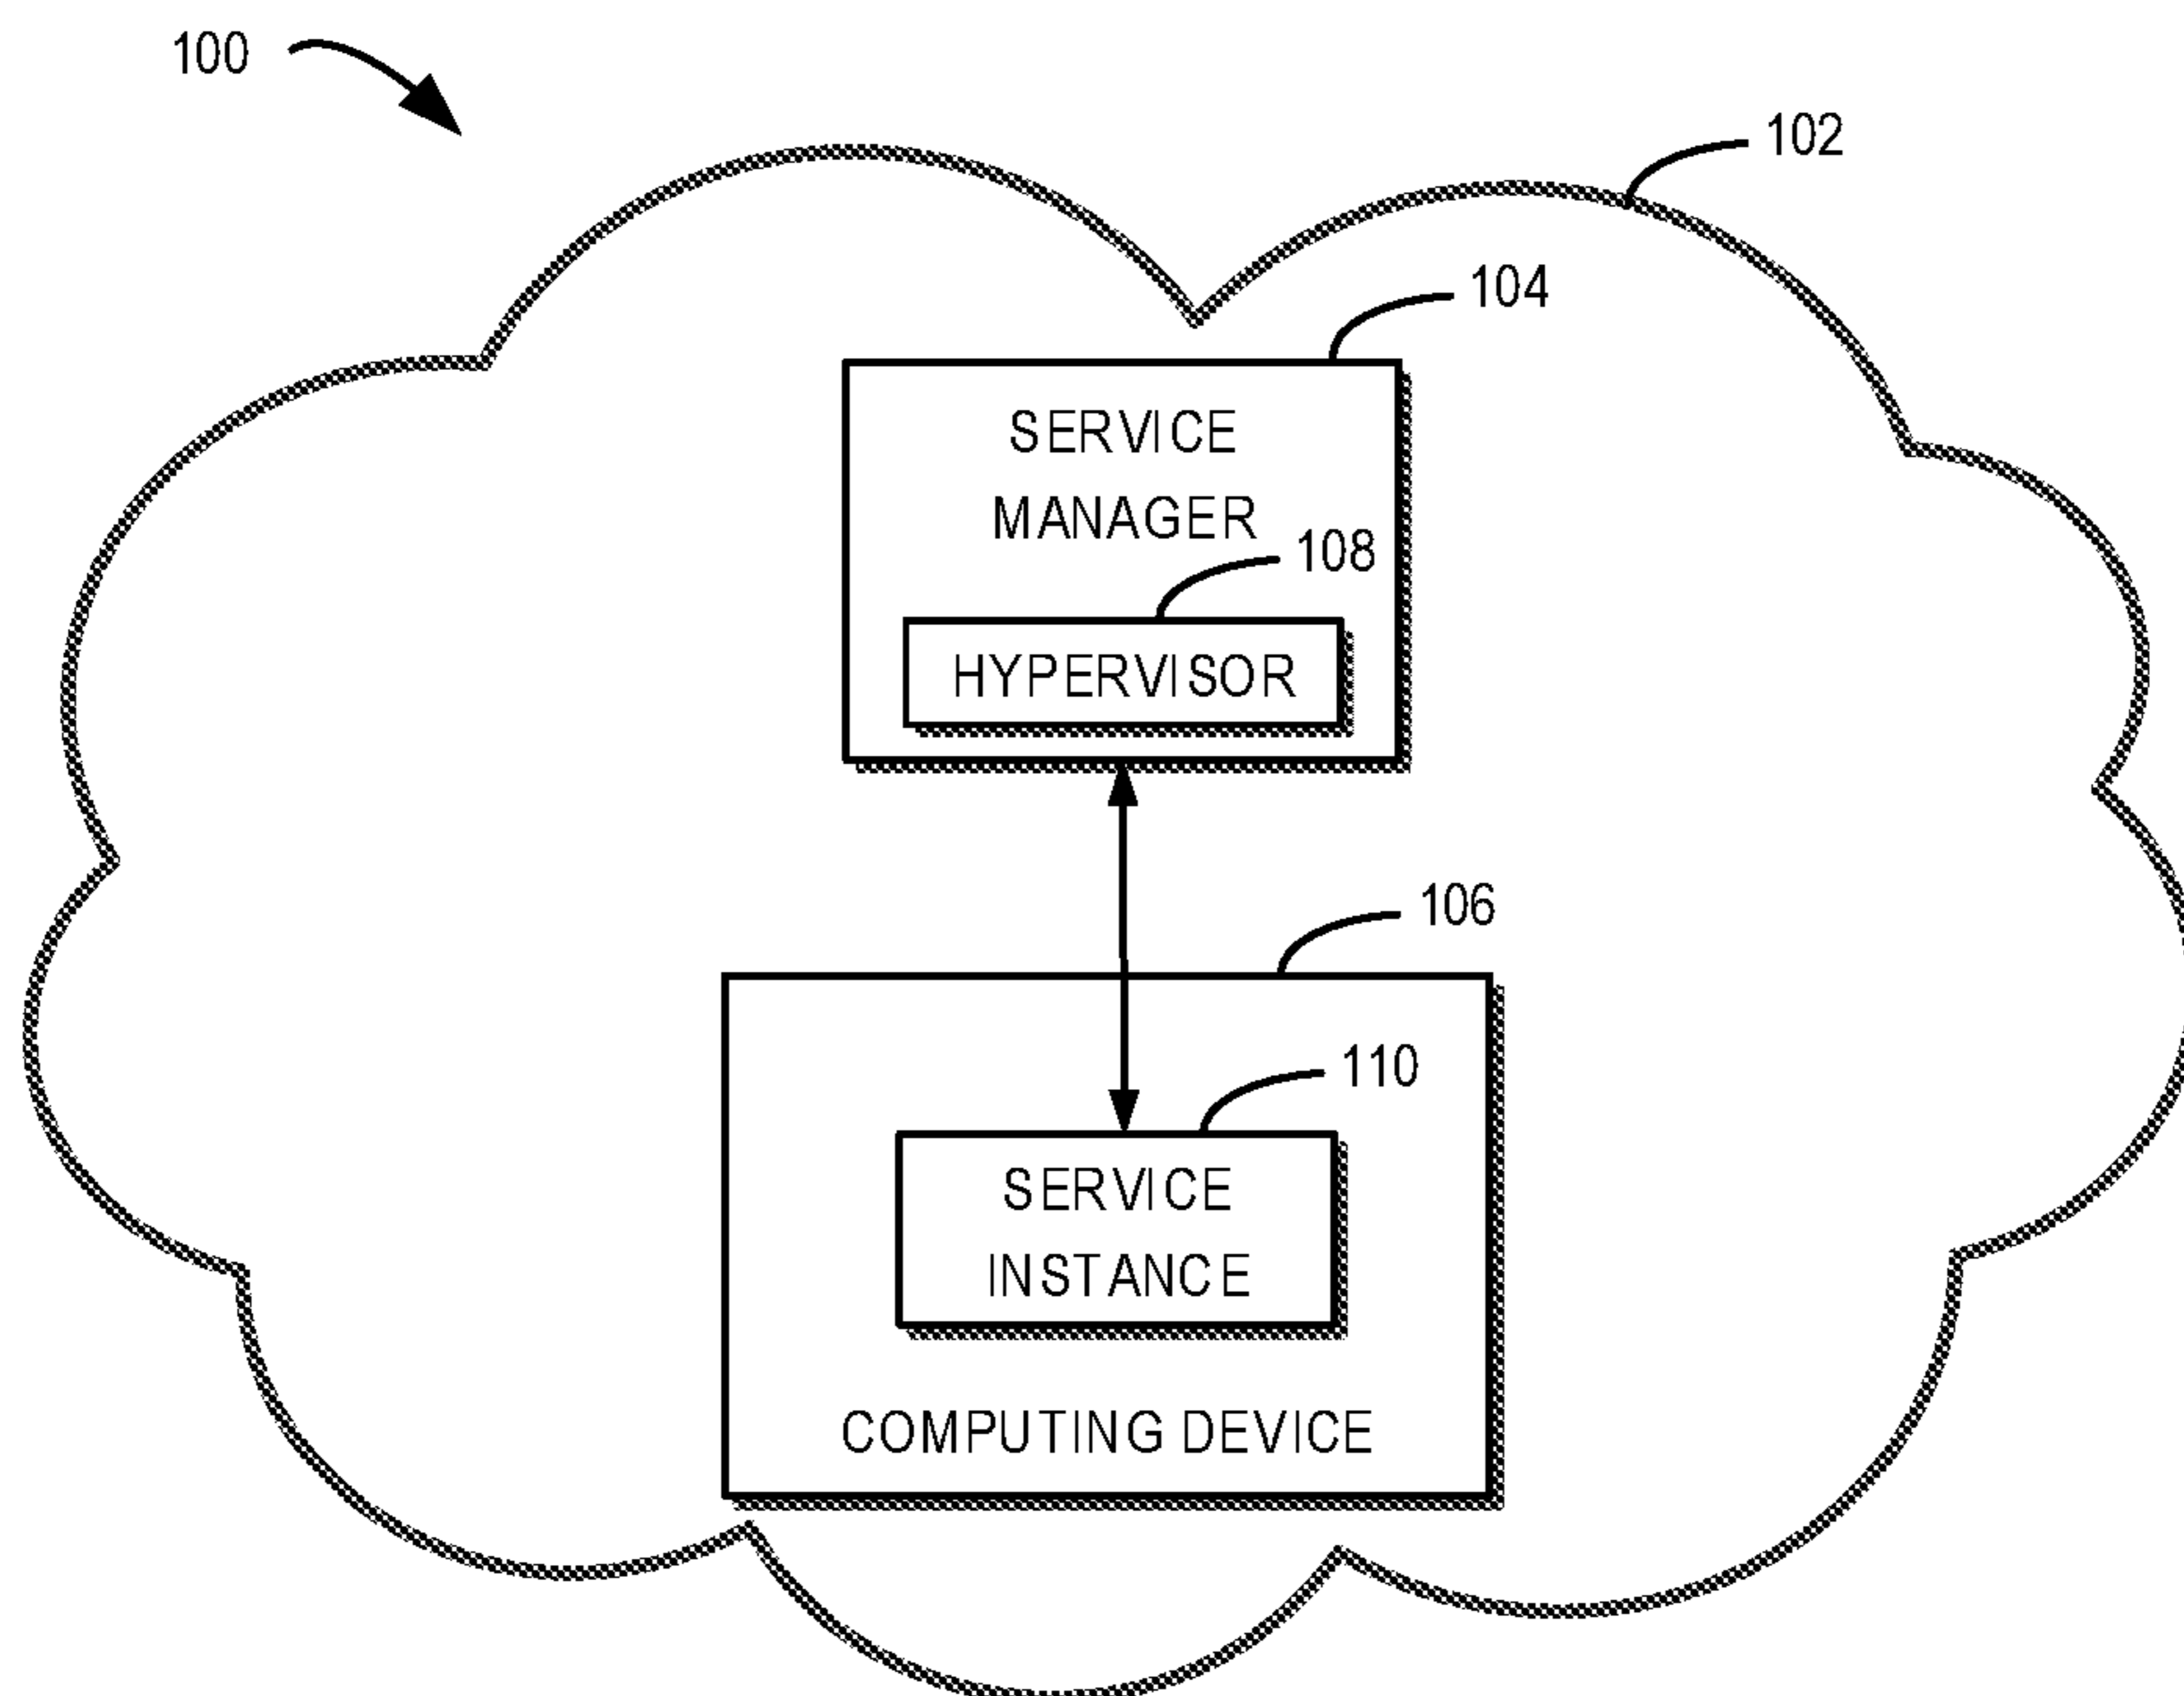 100
102
104
SERVICE
MANAGER
108
HYPERVISOR
106
110
SERVICE
INSTANCE
COMPUTING DEVICE